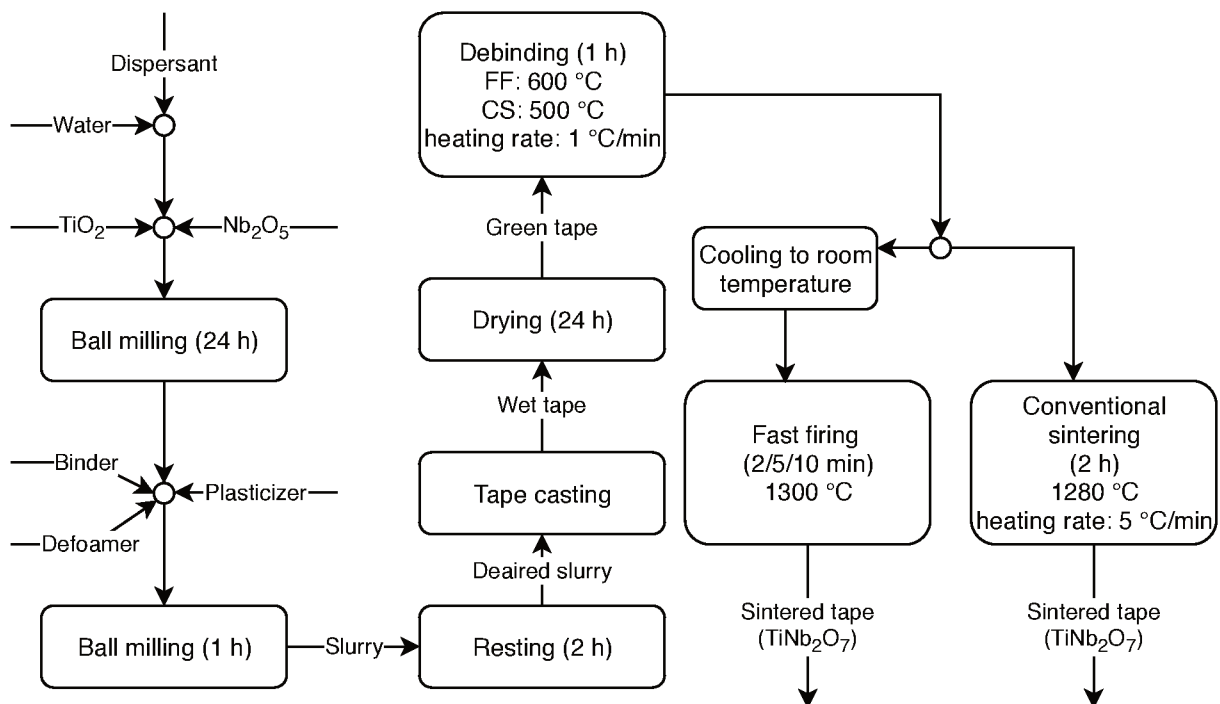 Dispersant
Water
TiO₂
Nb₂O₅
Ball milling (24 h)
Binder
Plasticizer
Defoamer
Ball milling (1 h)
Slurry
Resting (2 h)
Deaired slurry
Tape casting
Wet tape
Drying (24 h)
Green tape
Debinding (1 h)
FF: 600 °C
CS: 500 °C
heating rate: 1 °C/min
Cooling to room
temperature
Fast firing
(2/5/10 min)
1300 °C
Sintered tape
(TiNb₂O₇)
Conventional
sintering
(2 h)
1280 °C
heating rate: 5 °C/min
Sintered tape
(TiNb₂O₇)